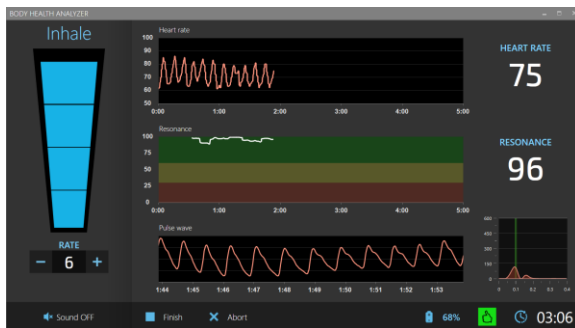 BODY HEALTH ANALYZER
Inhale
RATE
- 6 +
Sound OFF
Heart rate
100
90
80
70
60
50
0:00 1:00 2:00 3:00 4:00 5:00
Resonance
100
75
50
25
0
0:00 1:00 2:00 3:00 4:00 5:00
Pulse wave
1:44 1:45 1:46 1:47 1:48 1:49 1:50 1:51 1:52 1:53
HEART RATE
75
RESONANCE
96
600
450
300
150
0 0.1 0.2 0.3 0.4
Finish
Abort
68%
03:06